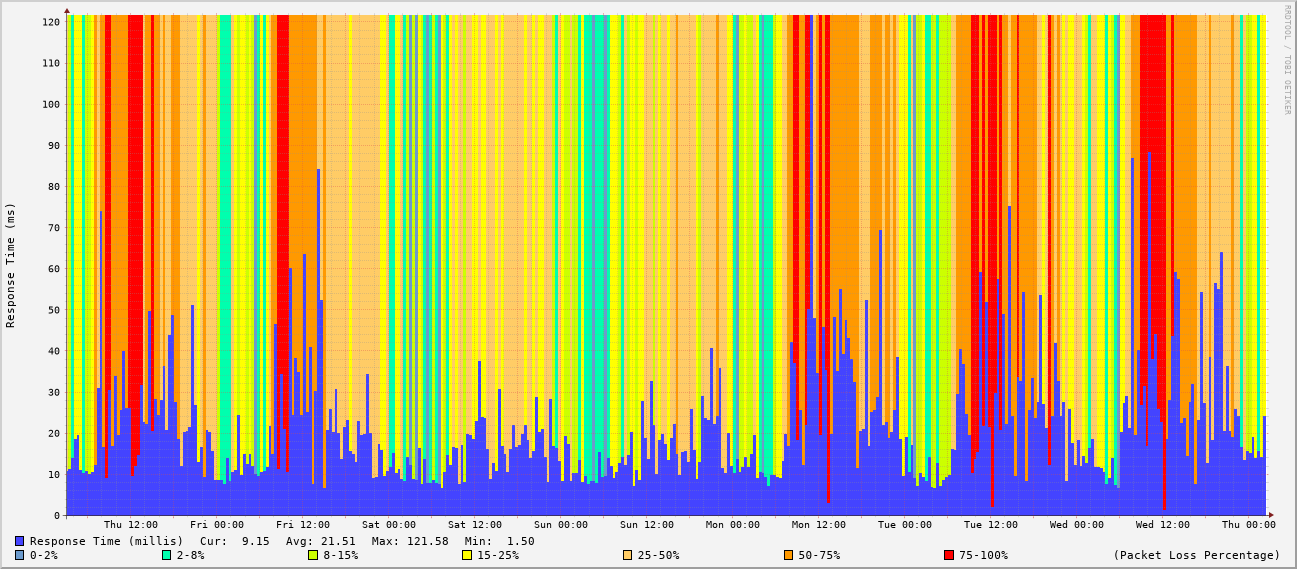 RRDTOOL / TOBI OETIKER
Response Time (ms)
120
110
100
90
80
70
60
50
40
30
20
10
0
Thu 12:00 Fri 00:00 Fri 12:00 Sat 00:00 Sat 12:00 Sun 00:00 Sun 12:00 Mon 00:00 Mon 12:00 Tue 00:00 Tue 12:00 Wed 00:00 Wed 12:00 Thu 00:00
Response Time (millis) Cur: 9.15 Avg: 21.51 Max: 121.58 Min: 1.50
0-2% 2-8% 8-15% 15-25% 25-50% 50-75% 75-100% (Packet Loss Percentage)